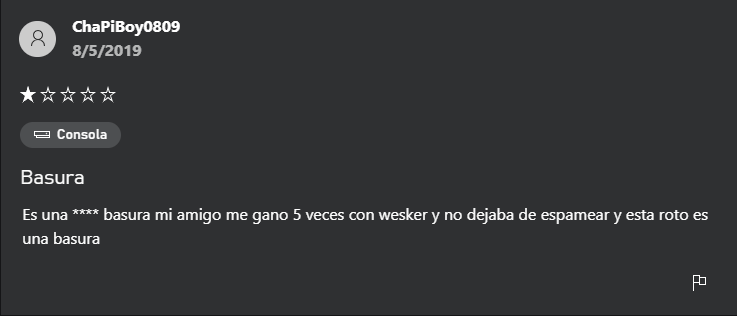 ChaPiBoy0809
8/5/2019
Consola
Basura
Es una **** basura mi amigo me gano 5 veces con wesker y no dejaba de espamear y esta roto es
una basura